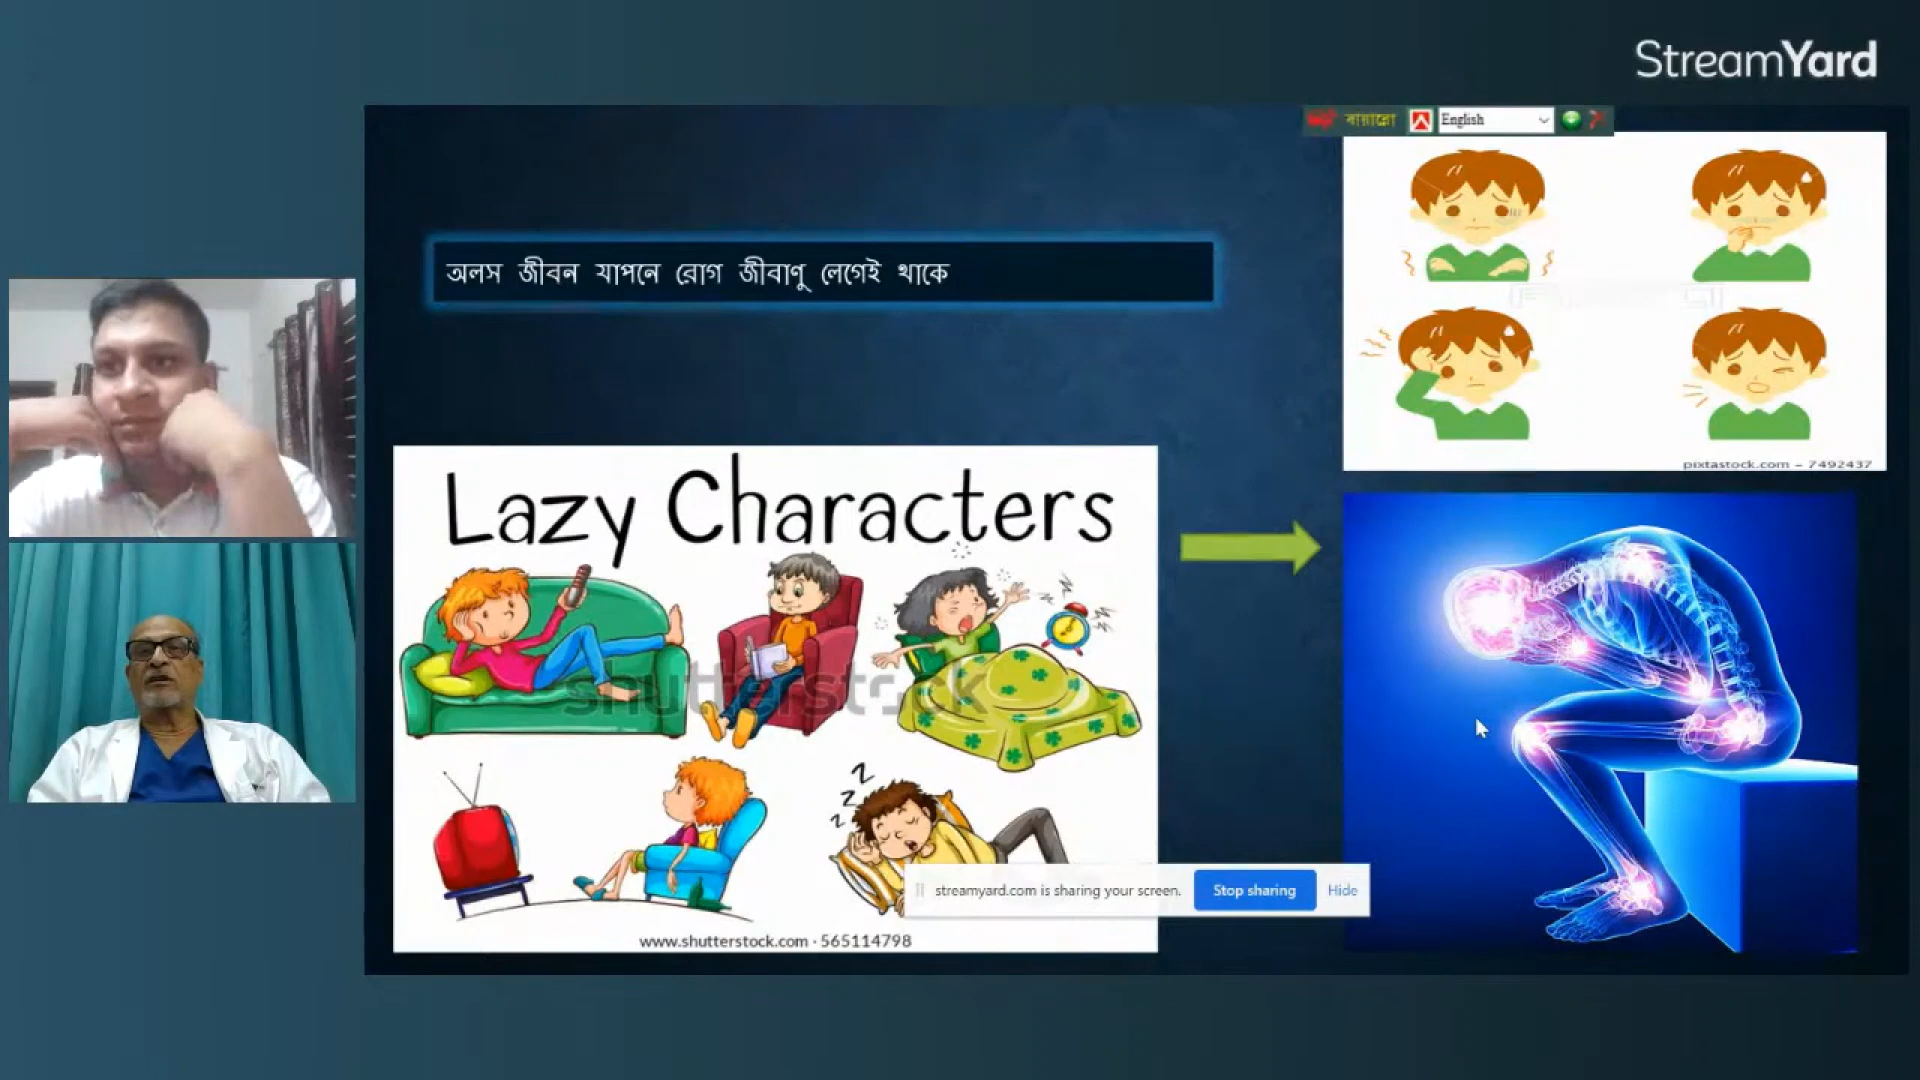 StreamYard
বায়ান্নো
English
অলস জীবন যাপনে রোগ জীবাণু লেগেই থাকে
pixtastock.com - 7492437
Lazy Characters
shutterstock
z
z
z
streamyard.com is sharing your screen. Stop sharing Hide
www.shutterstock.com · 565114798